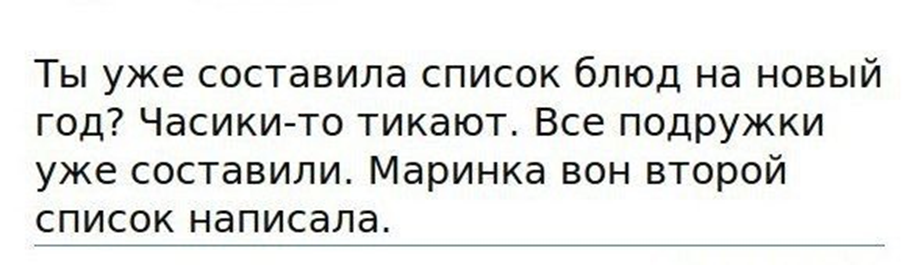 Ты уже составила список блюд на новый
год? Часики-то тикают. Все подружки
уже составили. Маринка вон второй
список написала.